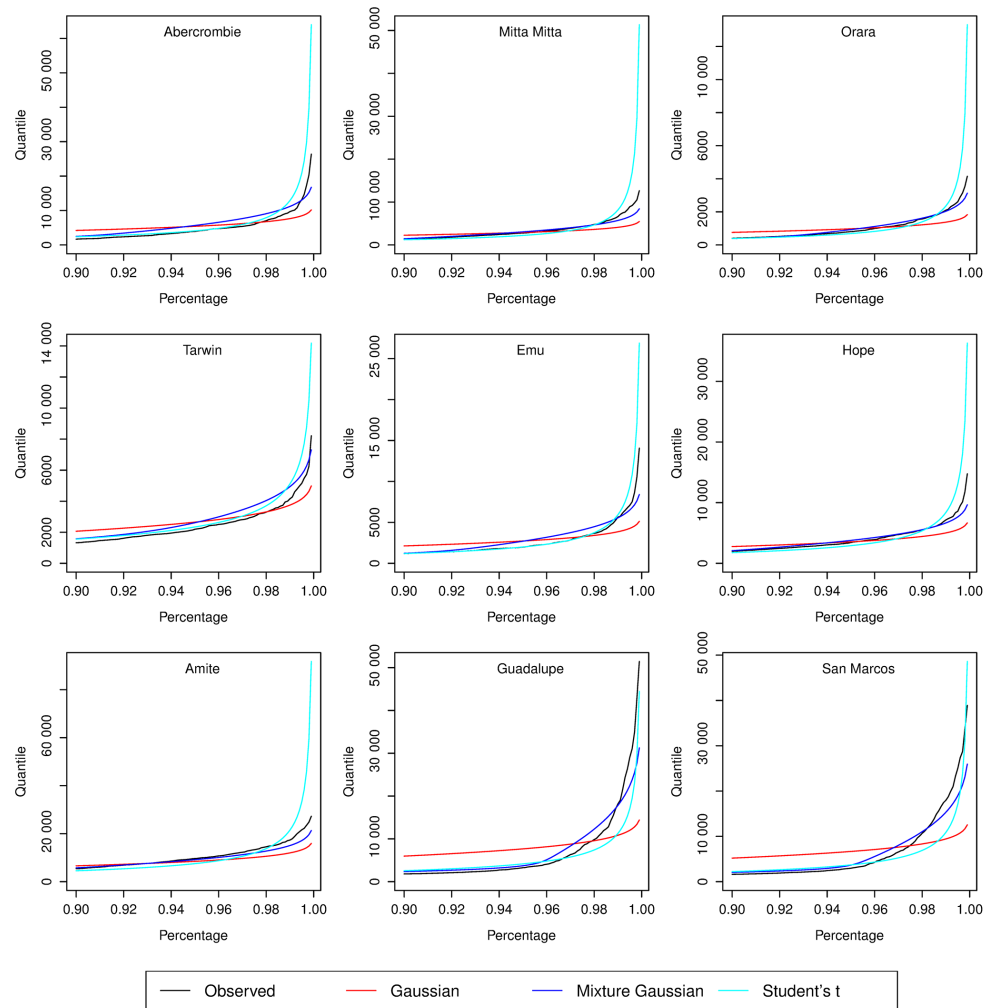 Abercrombie
Quantile
0
10 000
30 000
50 000
0.90 0.92 0.94 0.96 0.98 1.00
Percentage
Mitta Mitta
Quantile
0
10 000
30 000
50 000
0.90 0.92 0.94 0.96 0.98 1.00
Percentage
Orara
Quantile
0
2000
6000
10 000
0.90 0.92 0.94 0.96 0.98 1.00
Percentage
Tarwin
Quantile
0
2000
6000
10 000
14 000
0.90 0.92 0.94 0.96 0.98 1.00
Percentage
Emu
Quantile
0
5000
15 000
25 000
0.90 0.92 0.94 0.96 0.98 1.00
Percentage
Hope
Quantile
0
10 000
20 000
30 000
0.90 0.92 0.94 0.96 0.98 1.00
Percentage
Amite
Quantile
0
20 000
60 000
0.90 0.92 0.94 0.96 0.98 1.00
Percentage
Guadalupe
Quantile
0
10 000
30 000
50 000
0.90 0.92 0.94 0.96 0.98 1.00
Percentage
San Marcos
Quantile
0
10 000
30 000
50 000
0.90 0.92 0.94 0.96 0.98 1.00
Percentage
Observed Gaussian Mixture Gaussian Student's t